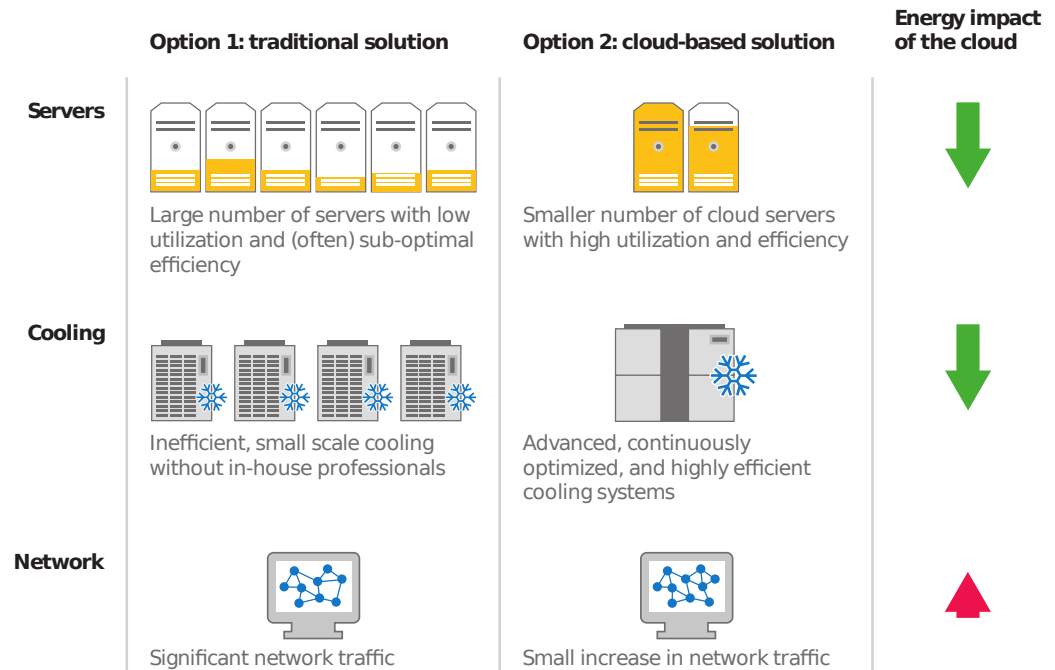 Option 1: traditional solution
Option 2: cloud-based solution
Energy impact
of the cloud
Servers
Large number of servers with low
utilization and (often) sub-optimal
efficiency
Smaller number of cloud servers
with high utilization and efficiency
Cooling
Inefficient, small scale cooling
without in-house professionals
Advanced, continuously
optimized, and highly efficient
cooling systems
Network
Significant network traffic
Small increase in network traffic